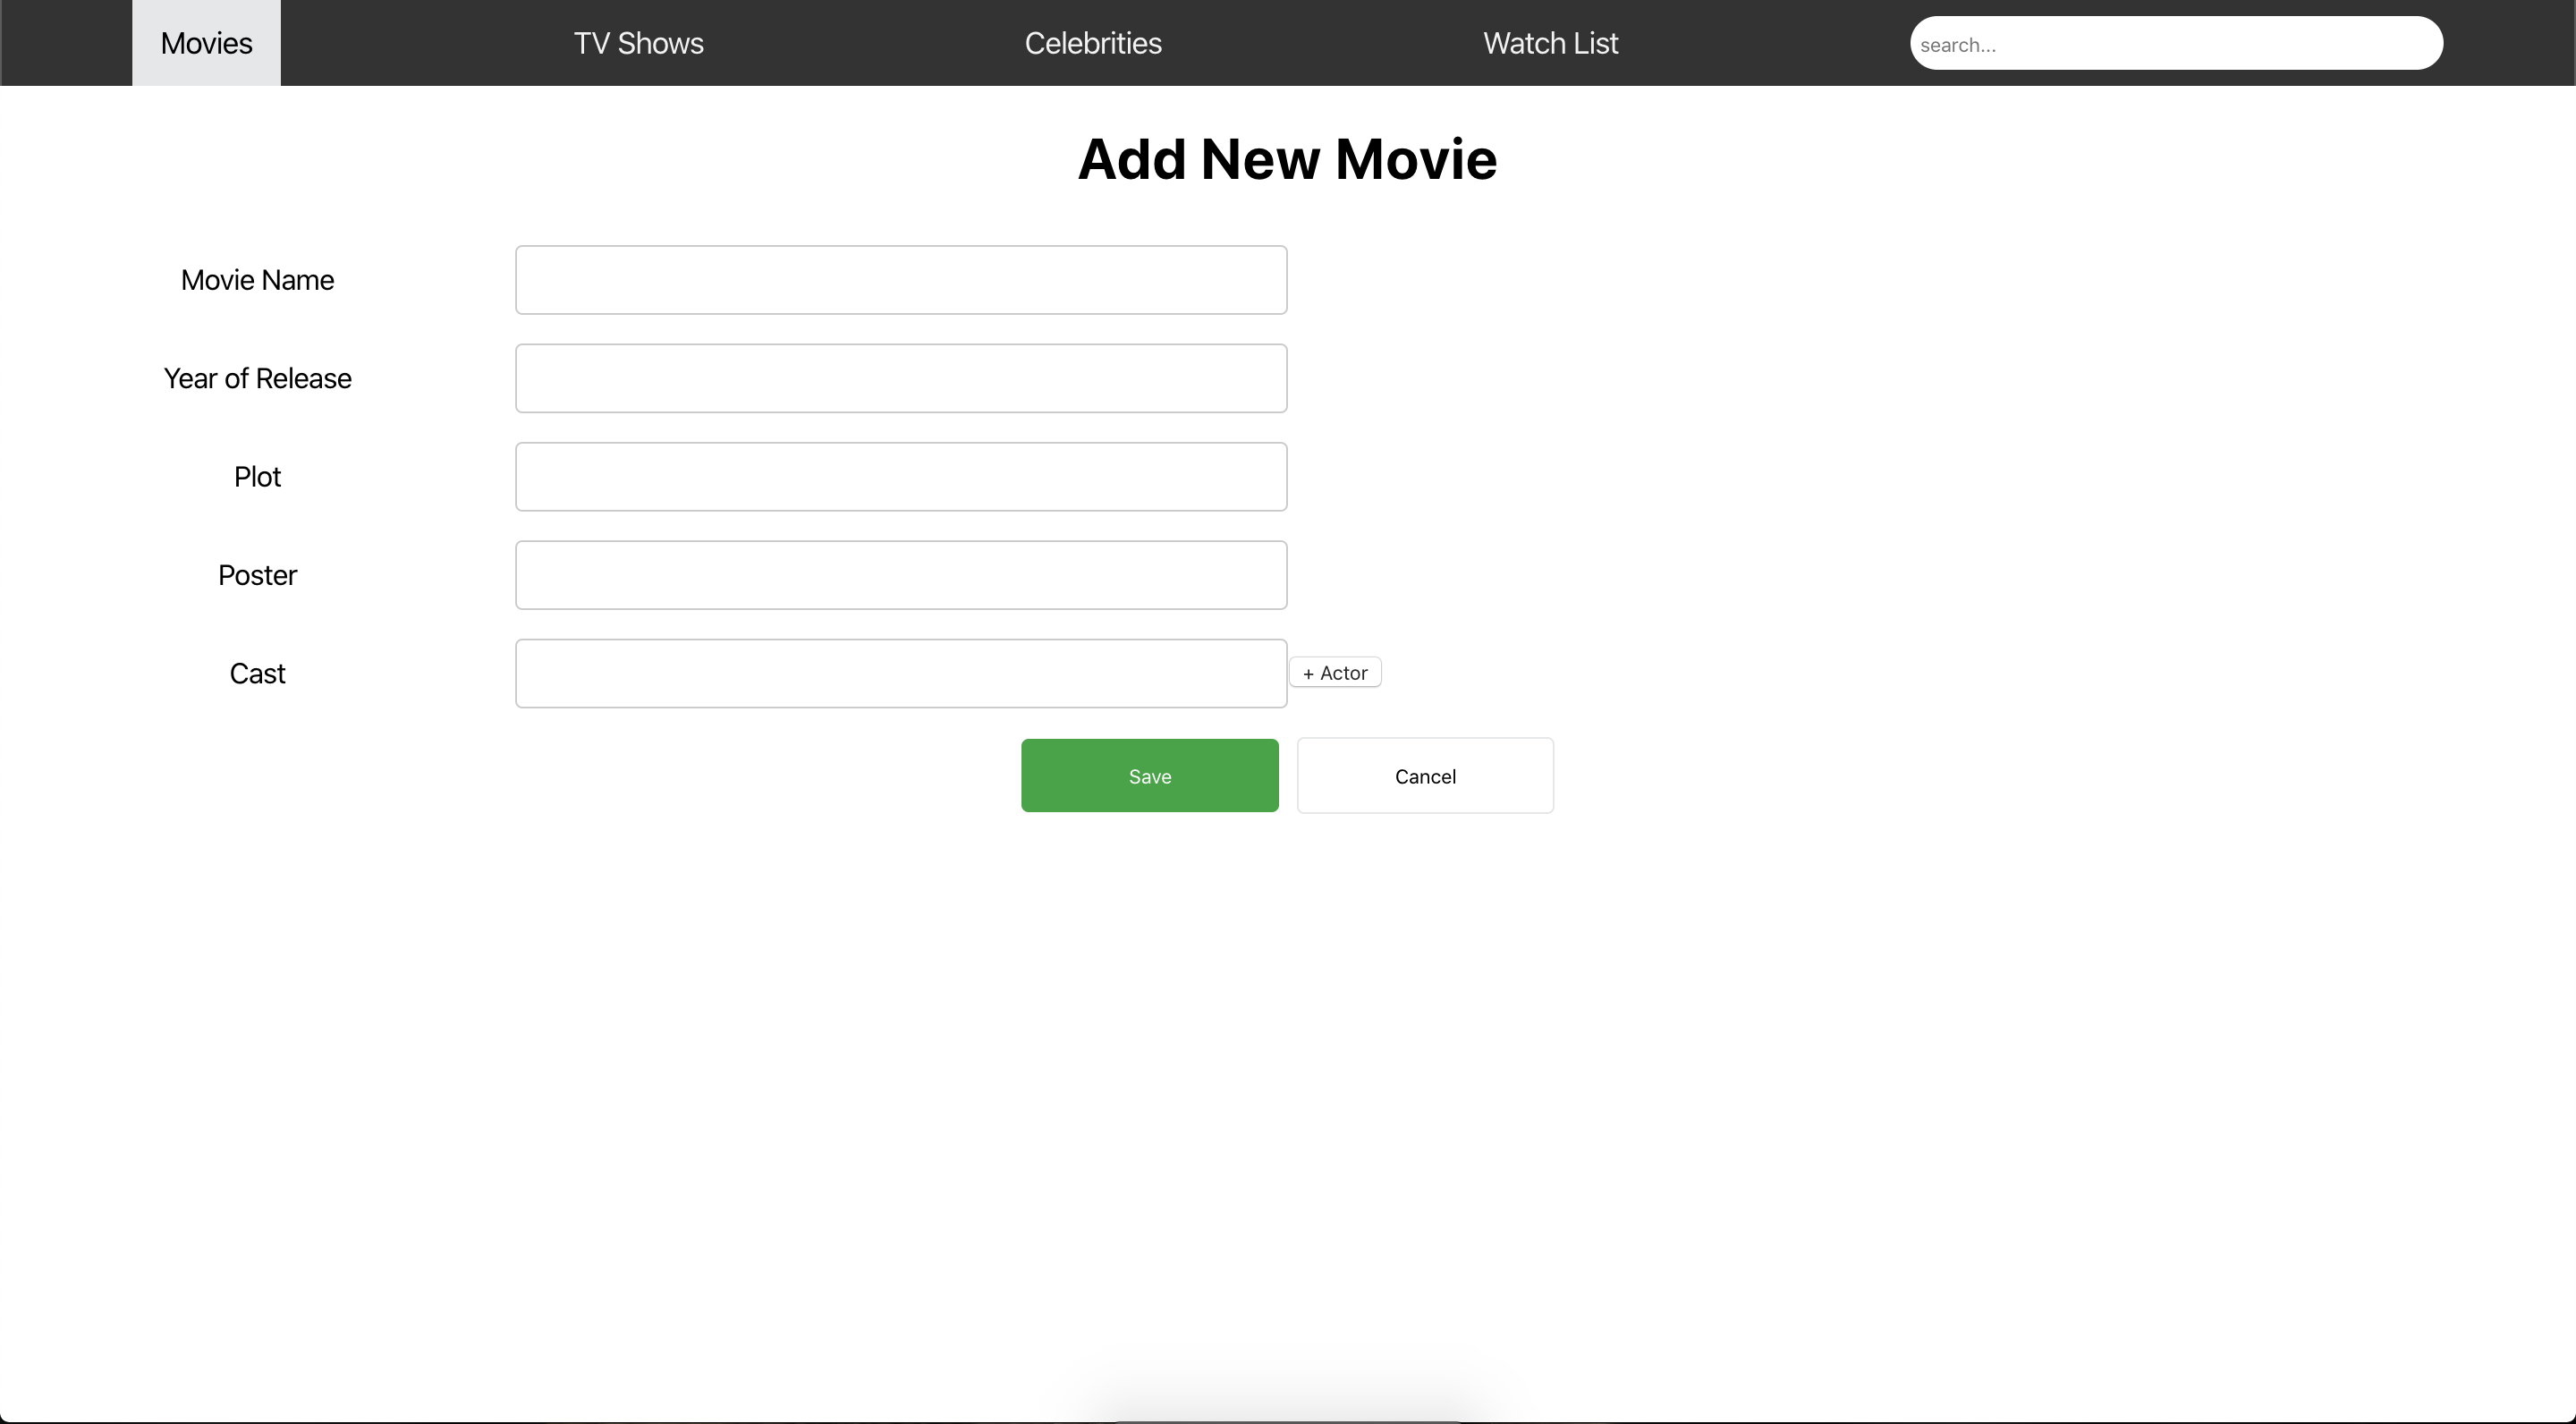 Movies TV Shows Celebrities Watch List search...
Add New Movie
Movie Name
Year of Release
Plot
Poster
Cast + Actor
Save Cancel